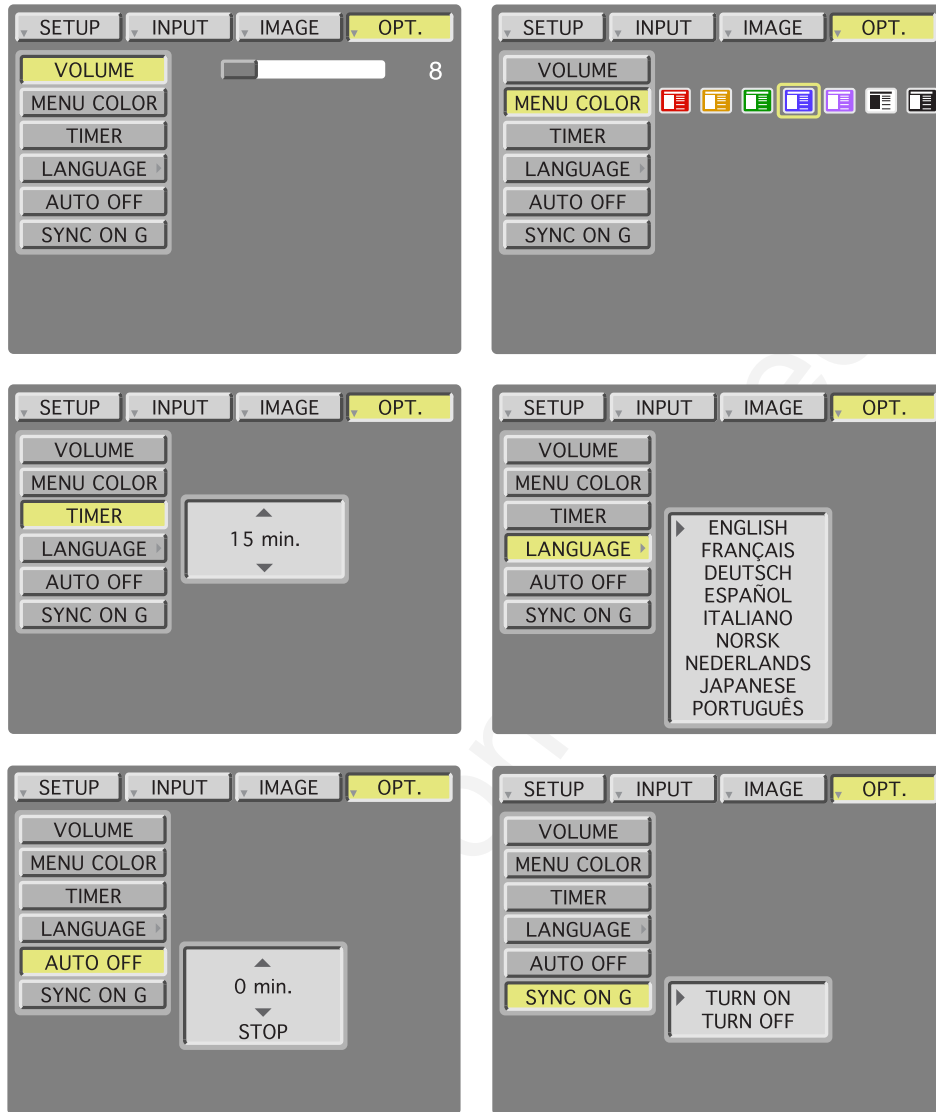 SETUP INPUT IMAGE OPT.
VOLUME 8
MENU COLOR
TIMER
LANGUAGE
AUTO OFF
SYNC ON G
SETUP INPUT IMAGE OPT.
VOLUME
MENU COLOR
TIMER
LANGUAGE
AUTO OFF
SYNC ON G
SETUP INPUT IMAGE OPT.
VOLUME
MENU COLOR
TIMER
15 min.
LANGUAGE
AUTO OFF
SYNC ON G
SETUP INPUT IMAGE OPT.
VOLUME
MENU COLOR
TIMER
LANGUAGE
AUTO OFF
SYNC ON G
ENGLISH
FRANÇAIS
DEUTSCH
ESPAÑOL
ITALIANO
NORSK
NEDERLANDS
JAPANESE
PORTUGUÊS
SETUP INPUT IMAGE OPT.
VOLUME
MENU COLOR
TIMER
LANGUAGE
AUTO OFF
SYNC ON G
0 min.
STOP
SETUP INPUT IMAGE OPT.
VOLUME
MENU COLOR
TIMER
LANGUAGE
AUTO OFF
SYNC ON G
TURN ON
TURN OFF